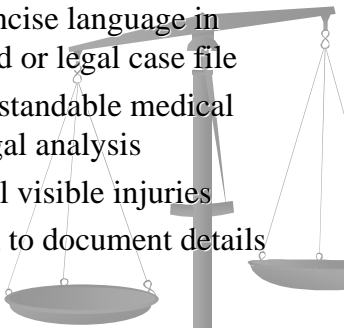 ncise language in
d or legal case file
standable medical
gal analysis
l visible injuries
to document details